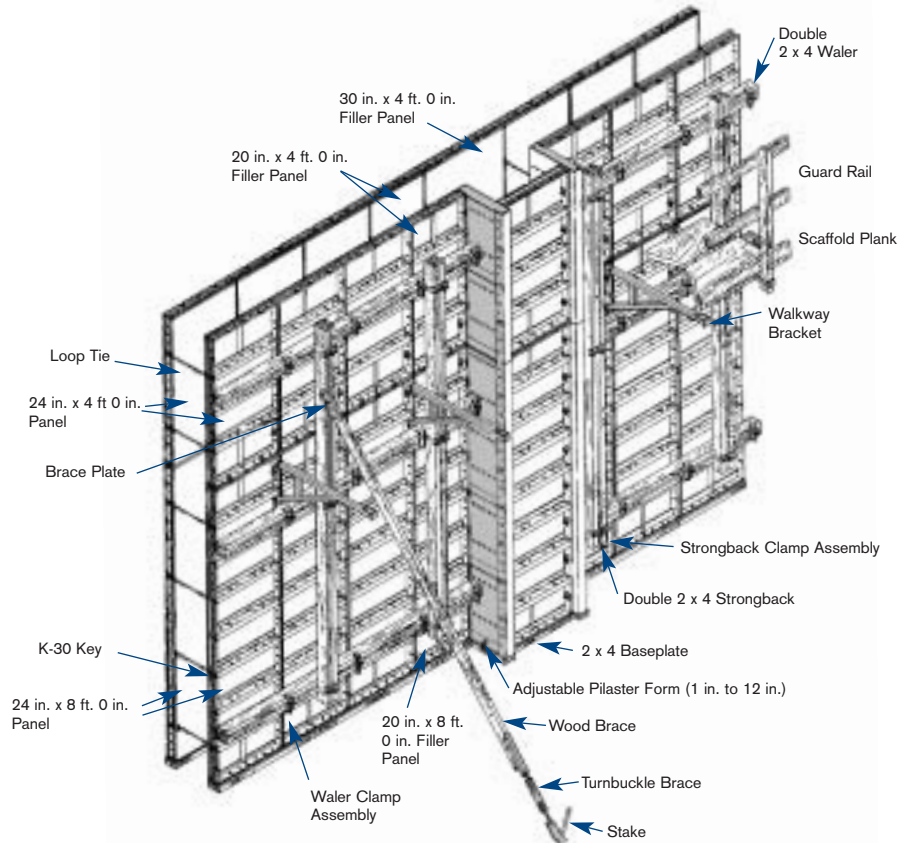 Double
2 x 4 Waler
30 in. x 4 ft. 0 in.
Filler Panel
20 in. x 4 ft. 0 in.
Filler Panel
Guard Rail
Scaffold Plank
Walkway
Bracket
Loop Tie
24 in. x 4 ft 0 in.
Panel
Brace Plate
Strongback Clamp Assembly
Double 2 x 4 Strongback
K-30 Key
2 x 4 Baseplate
24 in. x 8 ft. 0 in.
Panel
Adjustable Pilaster Form (1 in. to 12 in.)
20 in. x 8 ft.
0 in. Filler
Panel
Wood Brace
Waler Clamp
Assembly
Turnbuckle Brace
Stake